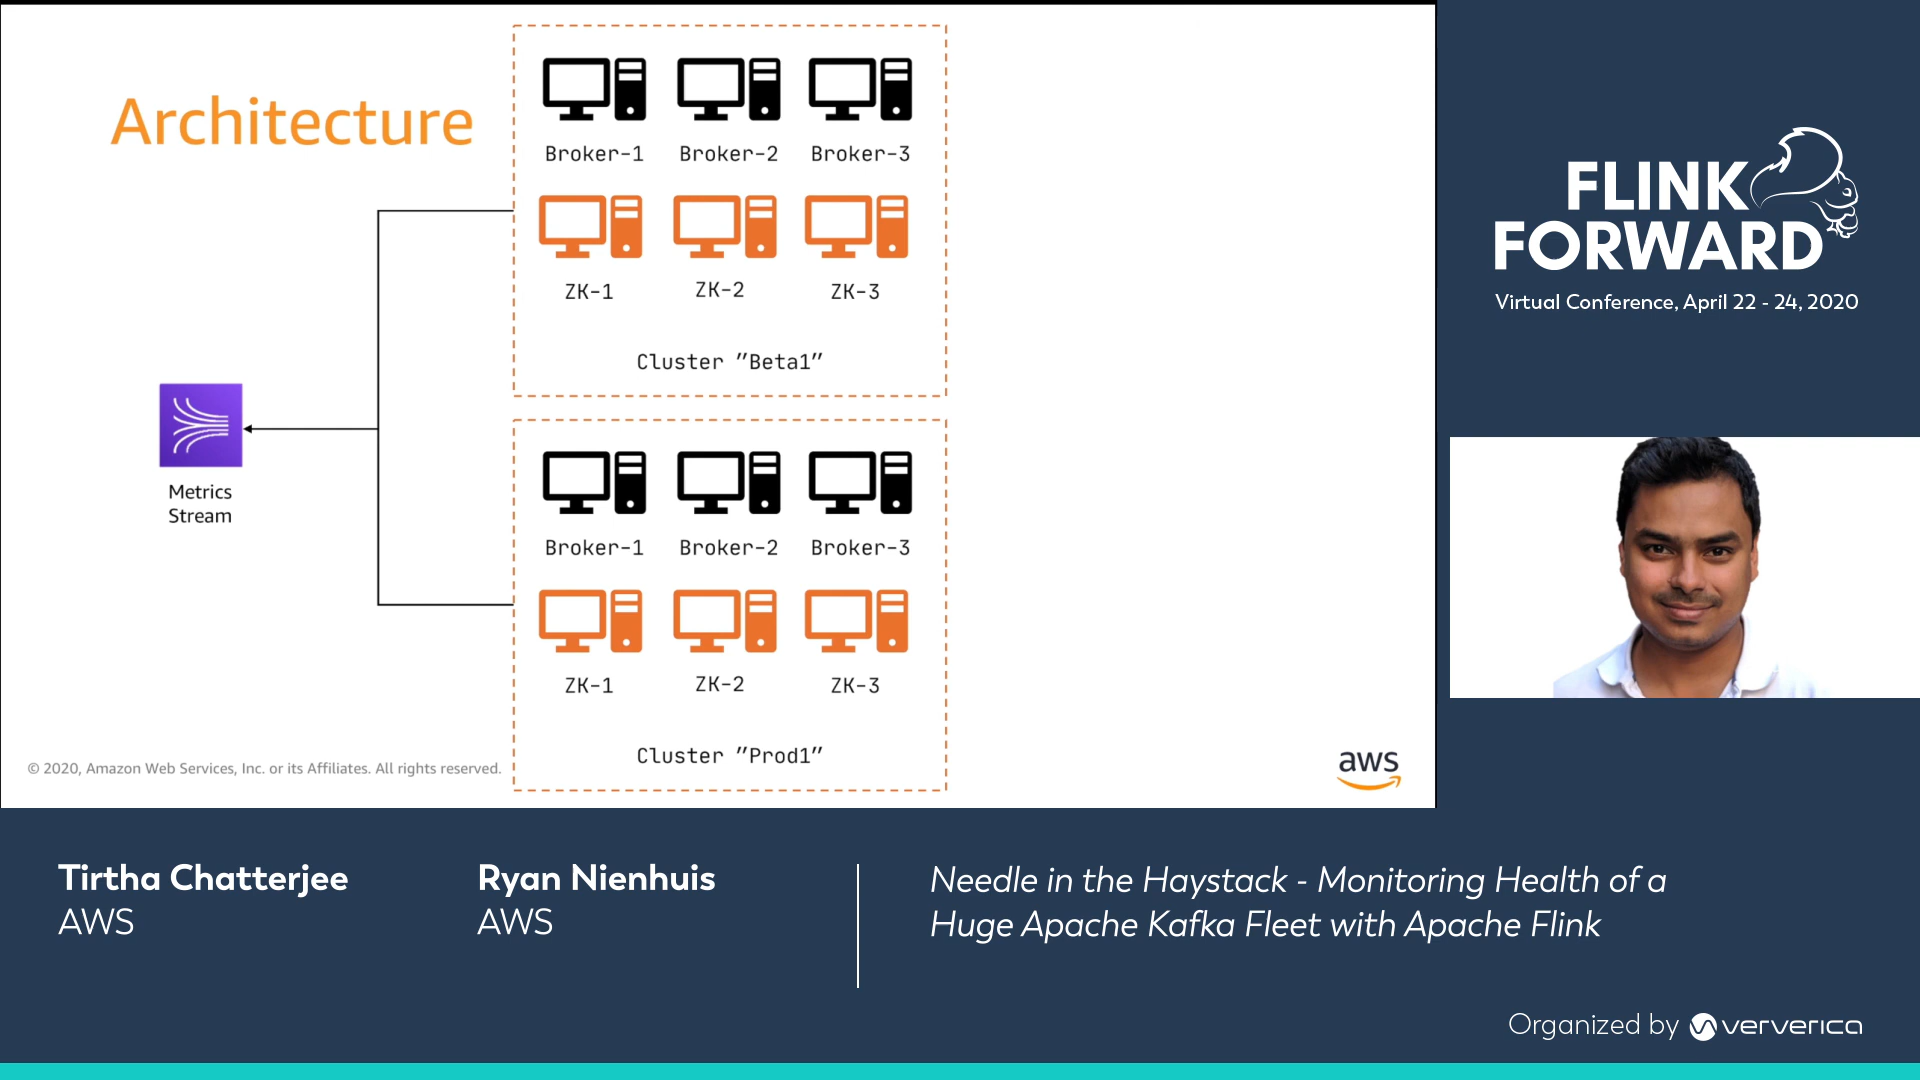 Architecture
Broker-1 Broker-2 Broker-3
ZK-1 ZK-2 ZK-3
Cluster "Beta1"
Metrics
Stream
Broker-1 Broker-2 Broker-3
ZK-1 ZK-2 ZK-3
Cluster "Prod1"
© 2020, Amazon Web Services, Inc. or its Affiliates. All rights reserved.
aws
FLINK
FORWARD
Virtual Conference, April 22 - 24, 2020
Tirtha Chatterjee
AWS
Ryan Nienhuis
AWS
Needle in the Haystack - Monitoring Health of a
Huge Apache Kafka Fleet with Apache Flink
Organized by ververica